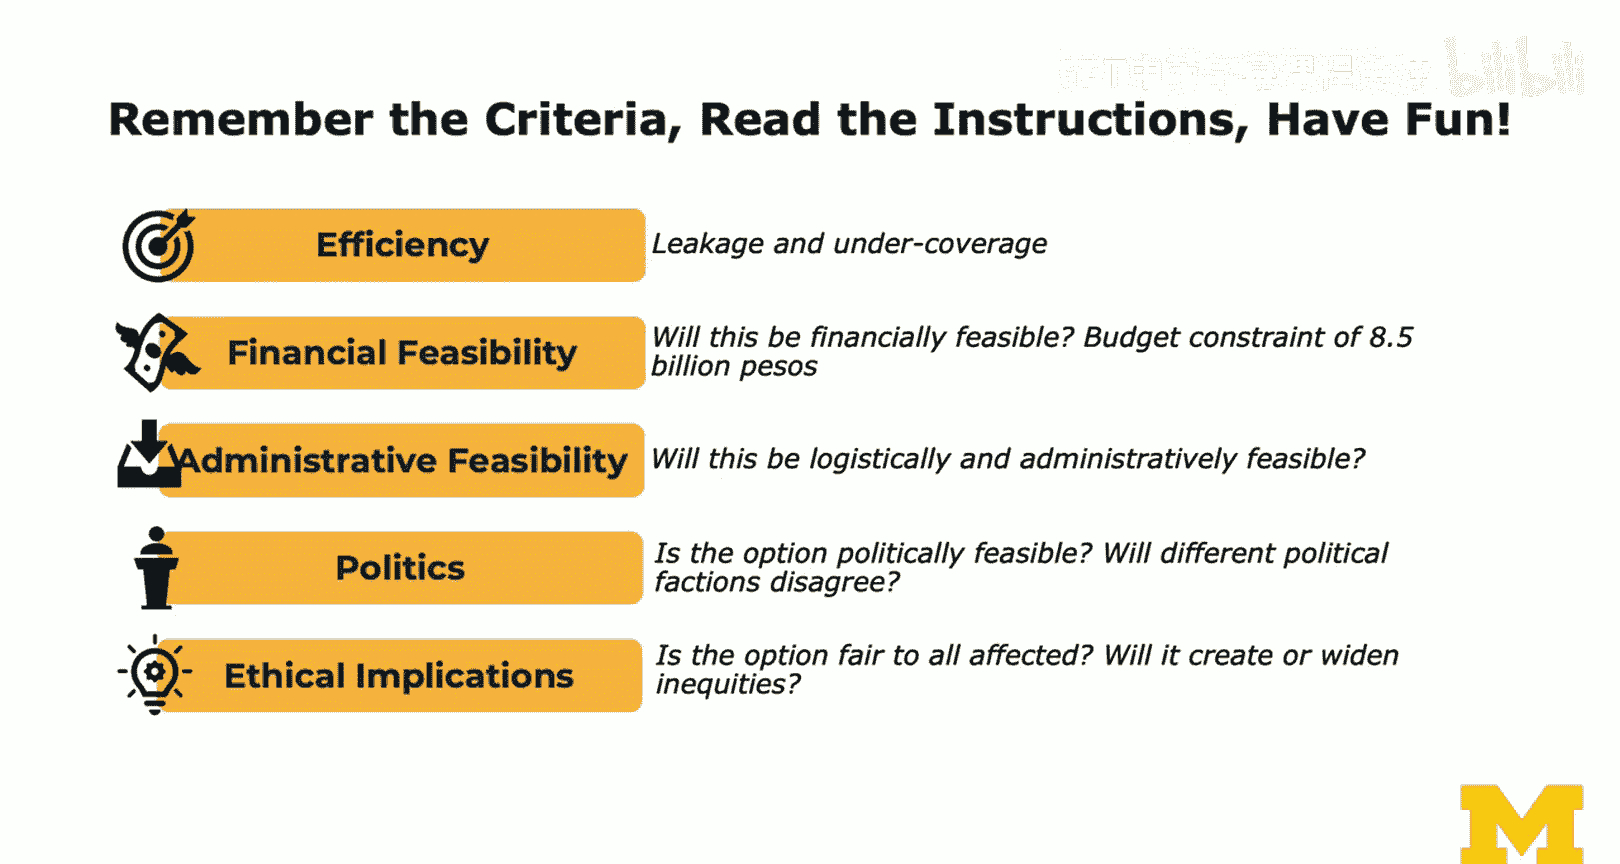 bilibili
Remember the Criteria, Read the Instructions, Have Fun!
Efficiency
Leakage and under-coverage
Financial Feasibility
Will this be financially feasible? Budget constraint of 8.5
billion pesos
Administrative Feasibility
Will this be logistically and administratively feasible?
Politics
Is the option politically feasible? Will different political
factions disagree?
Ethical Implications
Is the option fair to all affected? Will it create or widen
inequities?
M